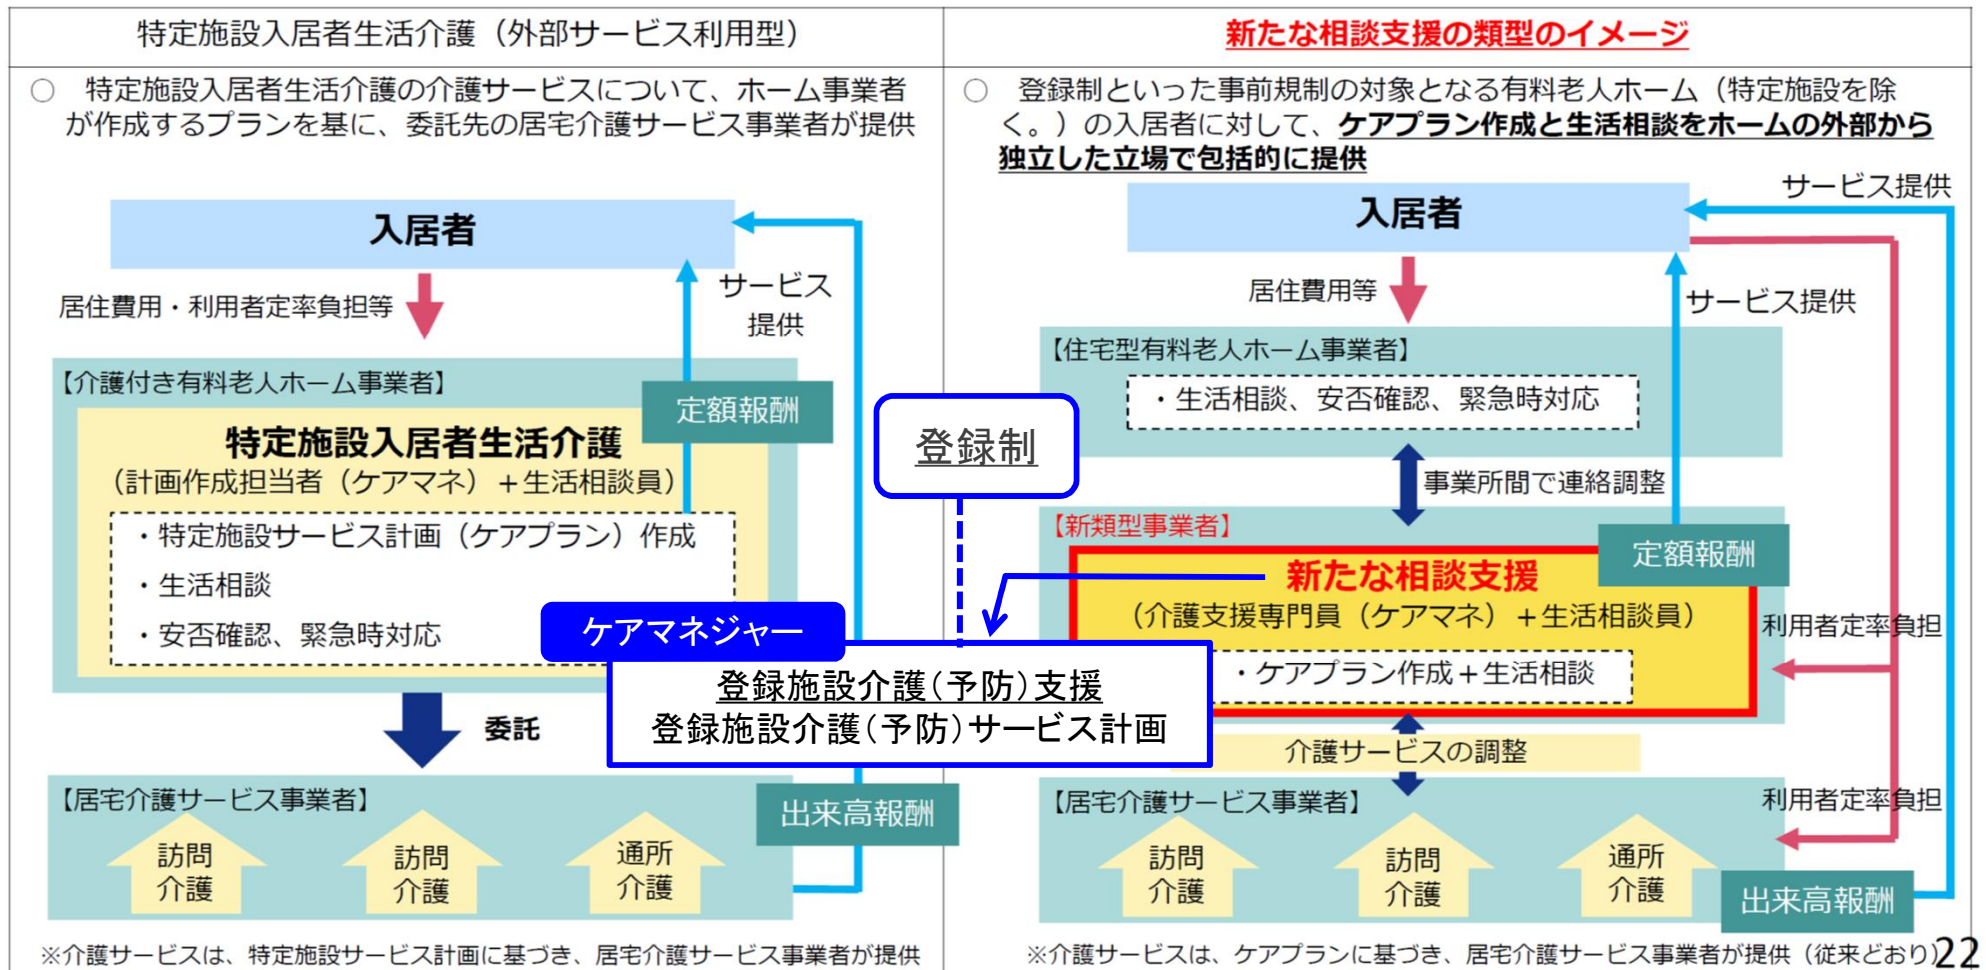 特定施設入居者生活介護（外部サービス利用型）
○　特定施設入居者生活介護の介護サービスについて、ホーム事業者
が作成するプランを基に、委託先の居宅介護サービス事業者が提供
入居者
居住費用・利用者定率負担等
サービス
提供
【介護付き有料老人ホーム事業者】
定額報酬
特定施設入居者生活介護
（計画作成担当者（ケアマネ）＋生活相談員）
・特定施設サービス計画（ケアプラン）作成
・生活相談
・安否確認、緊急時対応
委託
【居宅介護サービス事業者】
出来高報酬
訪問
介護
訪問
介護
通所
介護
※介護サービスは、特定施設サービス計画に基づき、居宅介護サービス事業者が提供
登録制
ケアマネジャー
登録施設介護（予防）支援
登録施設介護（予防）サービス計画
新たな相談支援の類型のイメージ
○　登録制といった事前規制の対象となる有料老人ホーム（特定施設を除
く。）の入居者に対して、ケアプラン作成と生活相談をホームの外部から
独立した立場で包括的に提供
サービス提供
入居者
居住費用等
サービス提供
【住宅型有料老人ホーム事業者】
・生活相談、安否確認、緊急時対応
事業所間で連絡調整
【新類型事業者】
定額報酬
新たな相談支援
（介護支援専門員（ケアマネ）＋生活相談員）
利用者定率負担
・ケアプラン作成＋生活相談
介護サービスの調整
【居宅介護サービス事業者】
利用者定率負担
訪問
介護
訪問
介護
通所
介護
出来高報酬
※介護サービスは、ケアプランに基づき、居宅介護サービス事業者が提供（従来どおり）
22